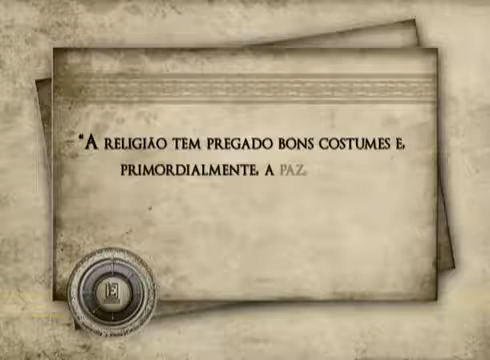 “A RELIGIÃO TEM PREGADO BONS COSTUMES E,
PRIMORDIALMENTE, A PAZ,